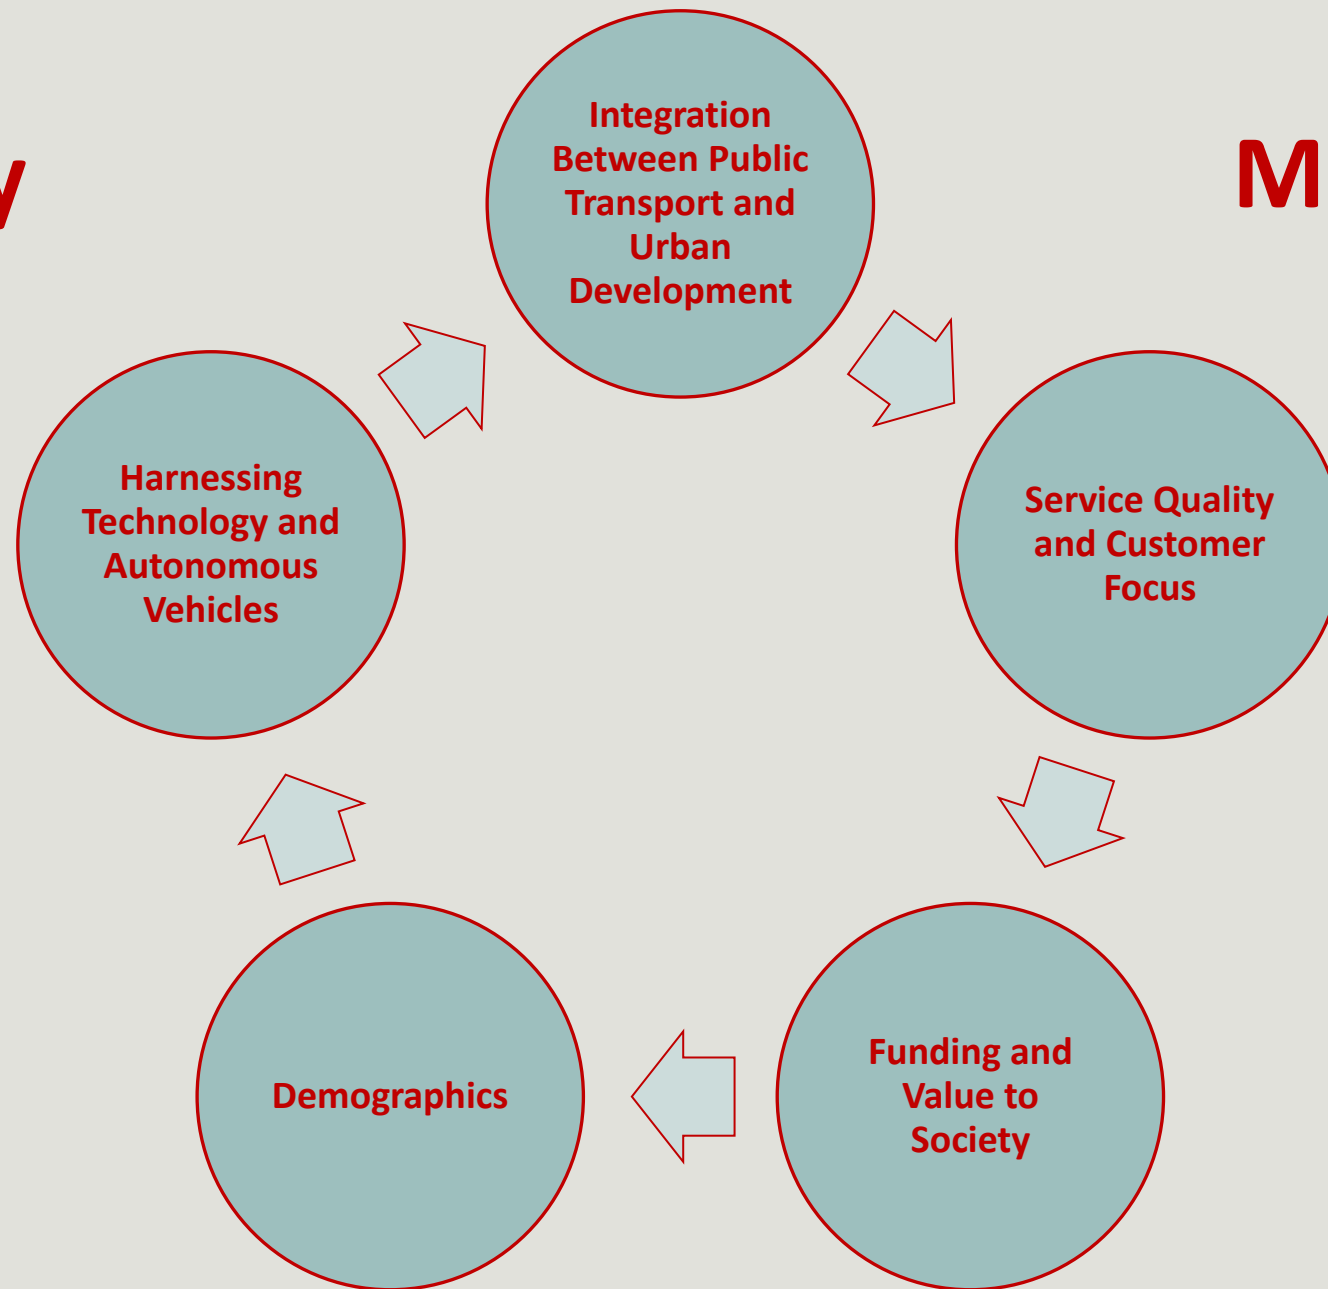 Integration
Between Public
Transport and
Urban
Development
y
M
Harnessing
Technology and
Autonomous
Vehicles
Service Quality
and Customer
Focus
Demographics
Funding and
Value to
Society